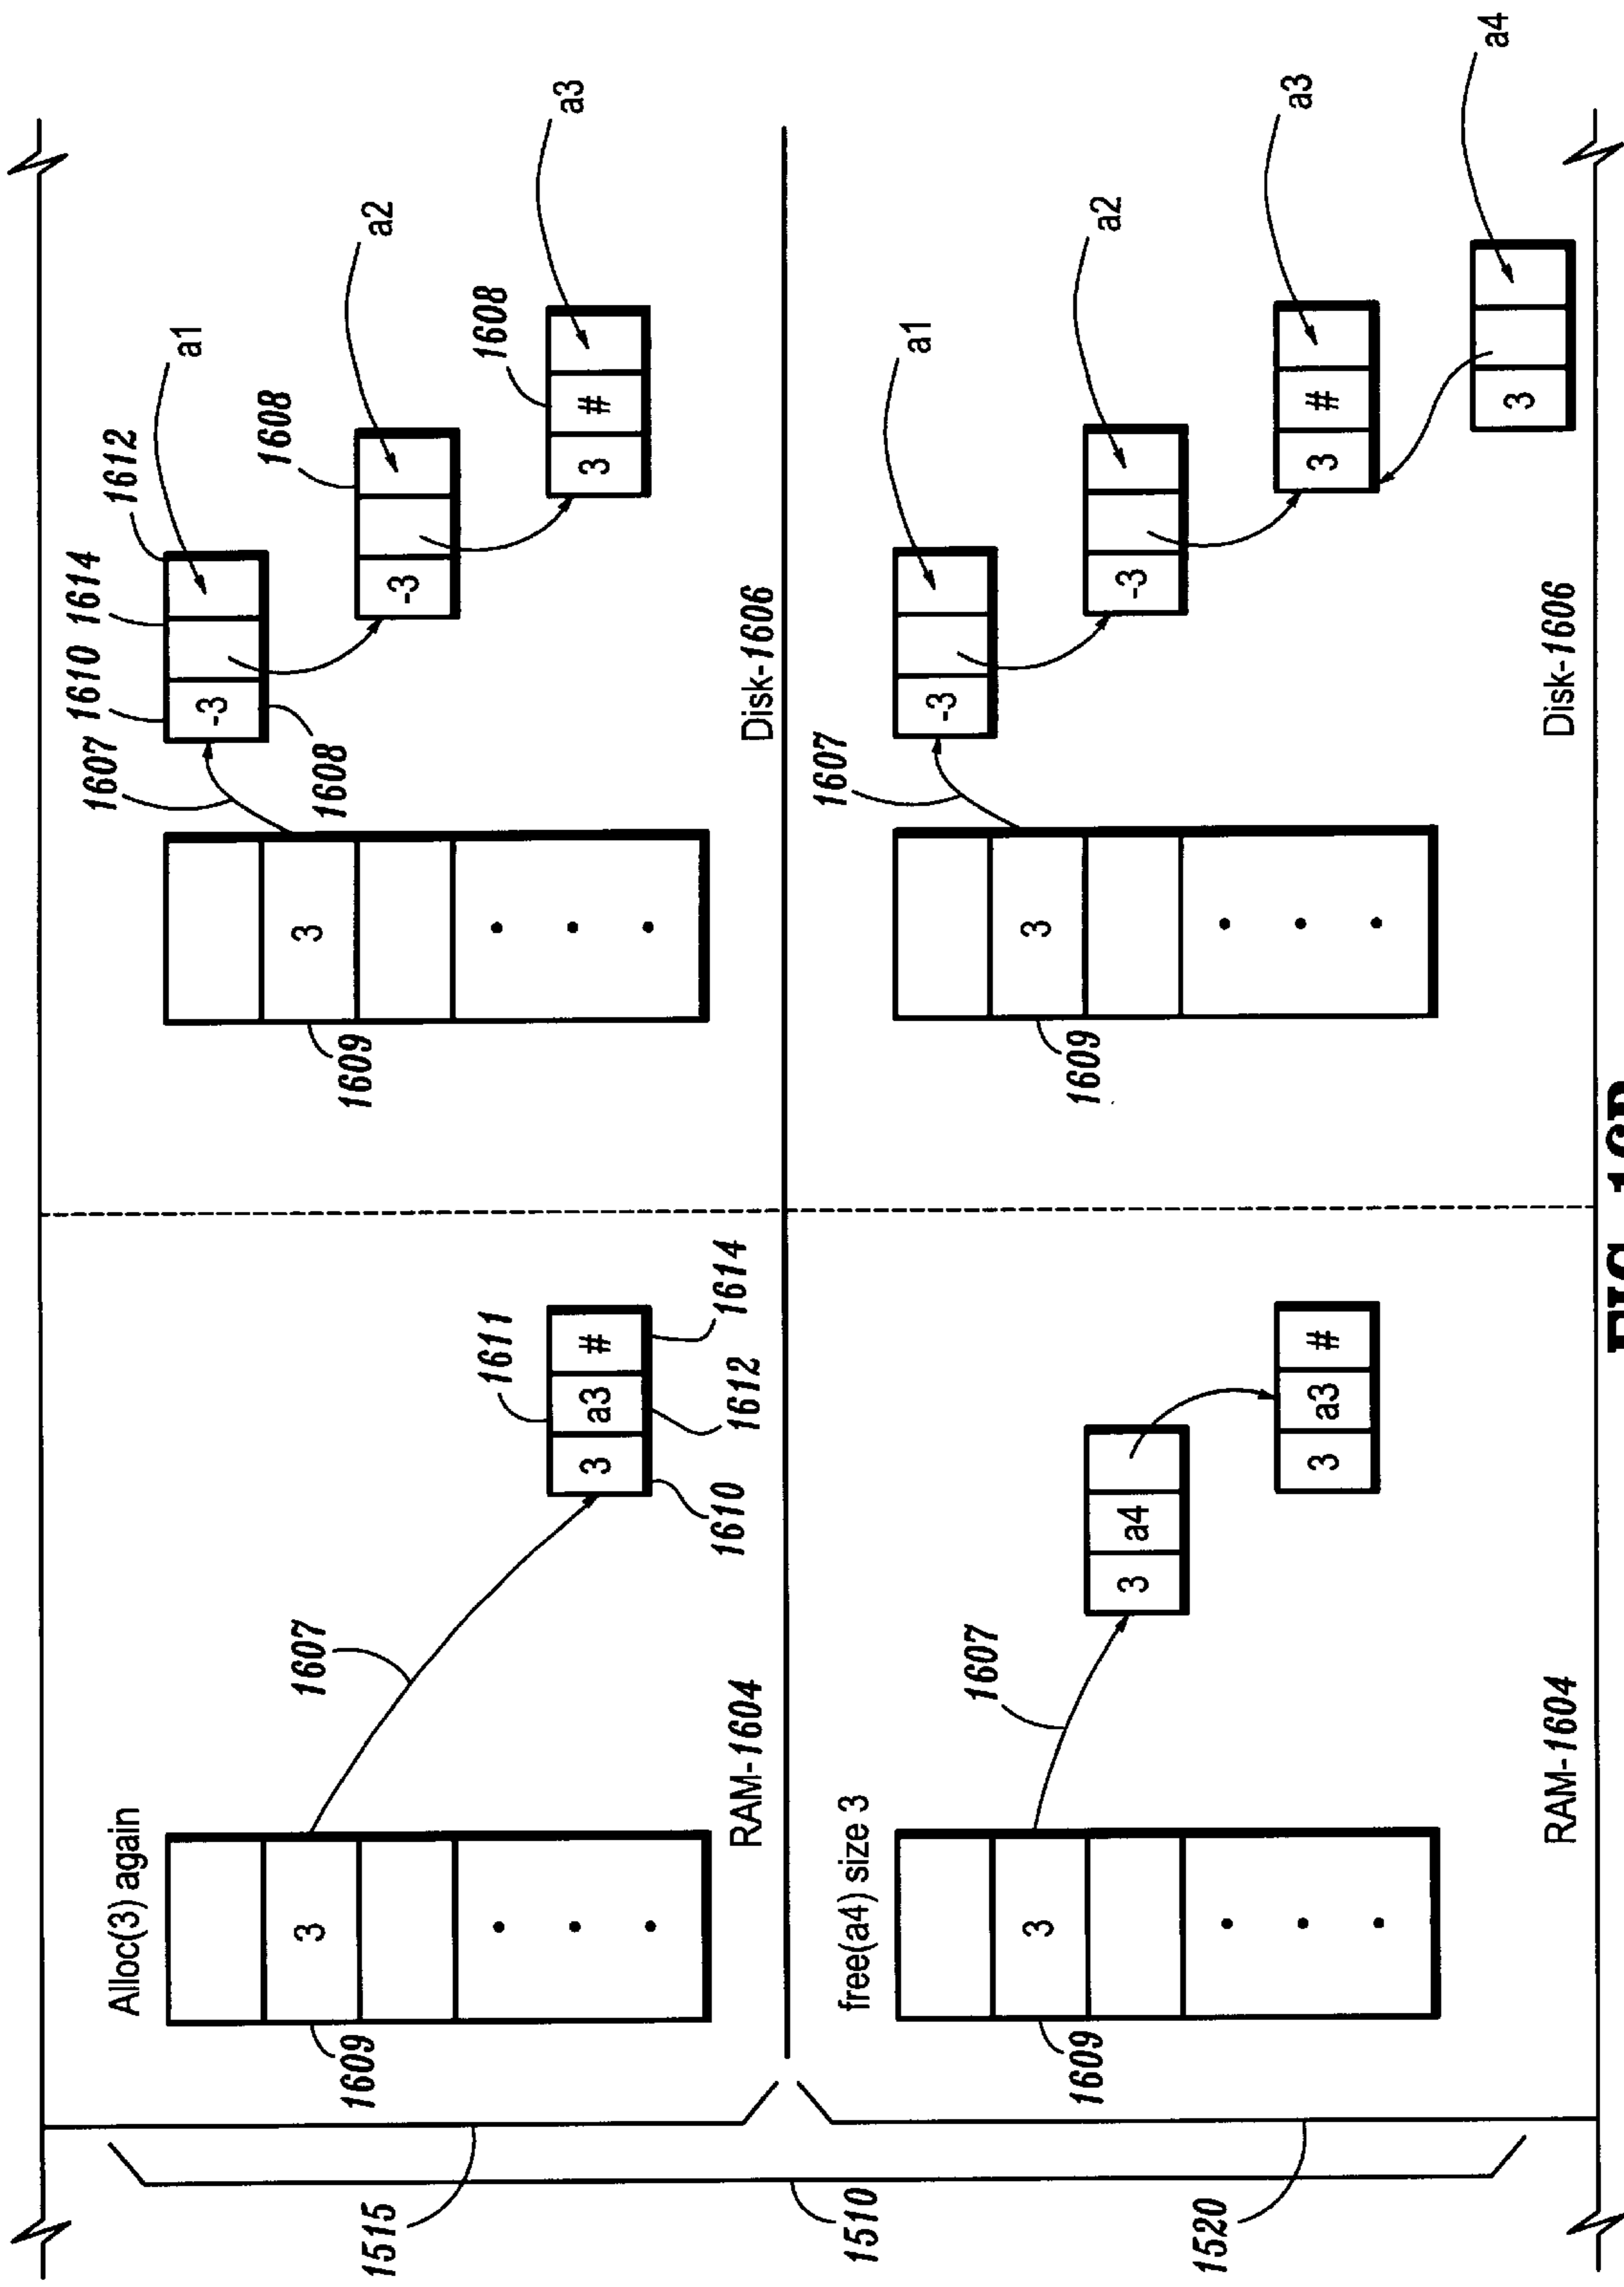 Alloc(3) again
1609
3
1607
1611
3
a3
#
1610
1612
1614
RAM-1604
1609
3
1607
1610
1614
1612
-3
1608
a1
-3
1608
a2
3
#
1608
a3
Disk-1606
1515
1510
1520
free(a4) size 3
1609
3
1607
3
a4
3
a3
#
RAM-1604
1609
3
1607
-3
a1
-3
a2
3
#
a3
3
a4
Disk-1606